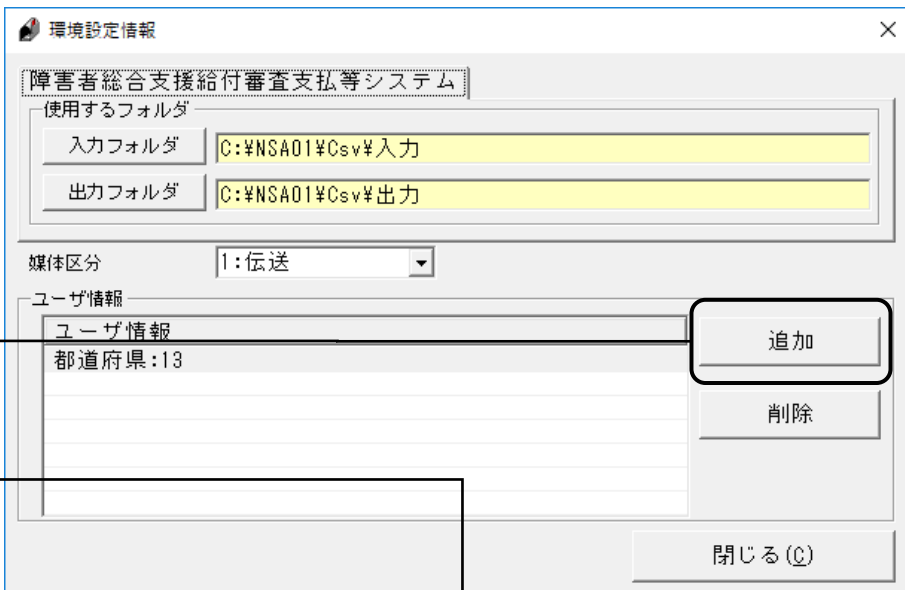 環境設定情報
障害者総合支援給付審査支払等システム
使用するフォルダ
入力フォルダ C:¥NSA01¥Csv¥入力
出力フォルダ C:¥NSA01¥Csv¥出力
媒体区分 1:伝送
ユーザ情報
ユーザ情報
追加
都道府県:13
削除
閉じる(C)